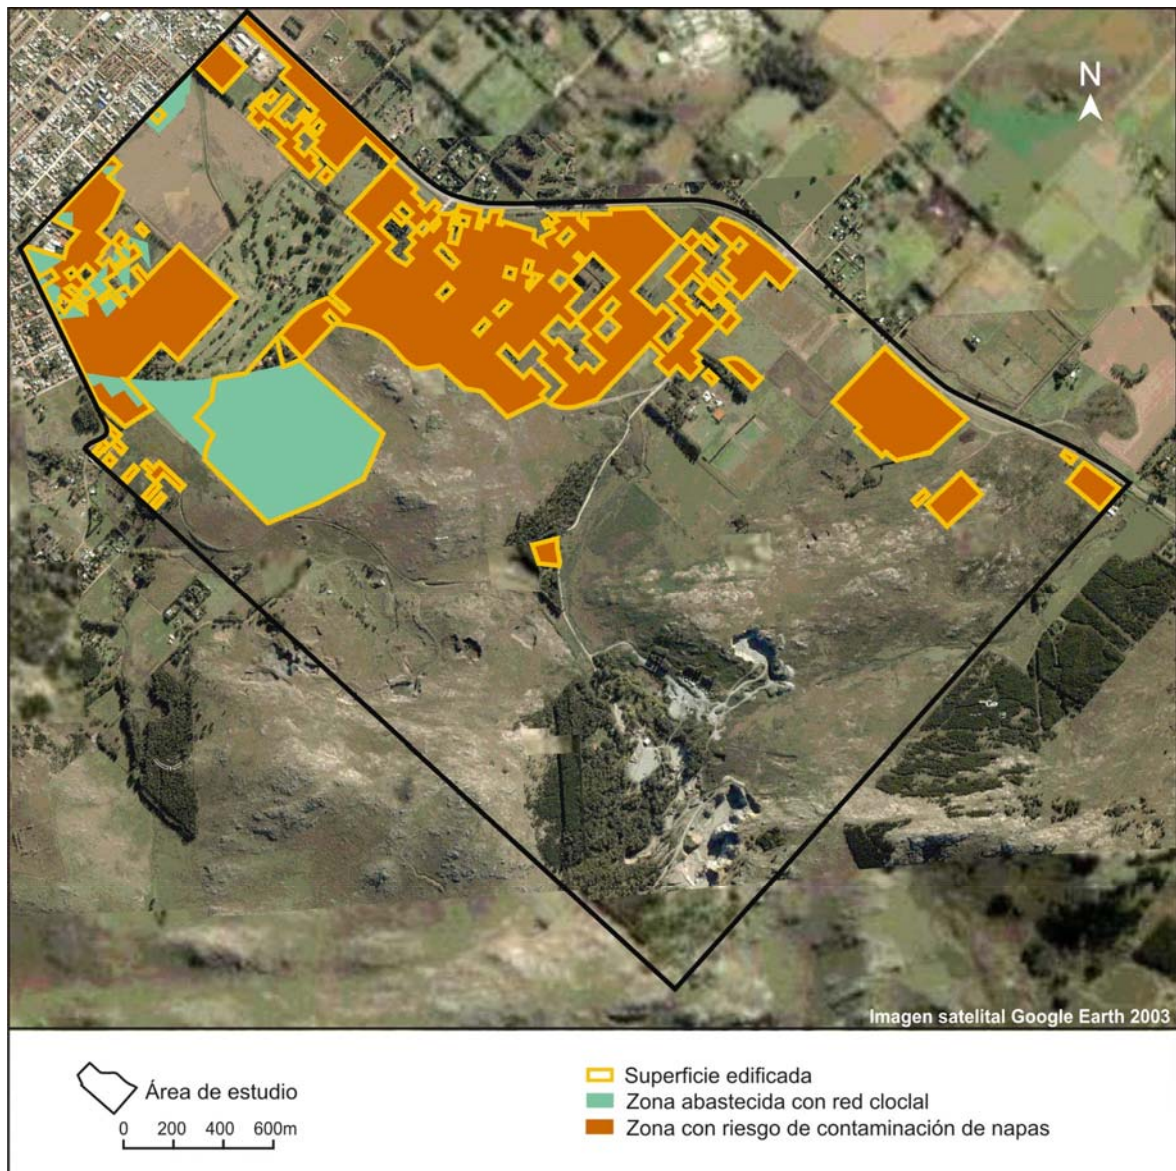 N
Imagen satelital Google Earth 2003
Área de estudio
0 200 400 600m
Superficie edificada
Zona abastecida con red cloclal
Zona con riesgo de contaminación de napas